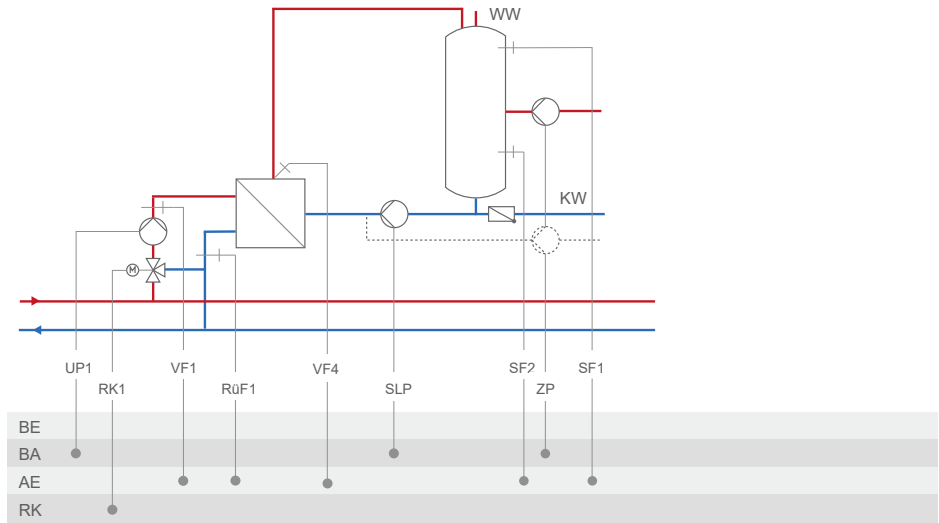 WW
KW
M
UP1 VF1 VF4 SF2 SF1
RK1 RüF1 SLP ZP
BE
BA
AE
RK